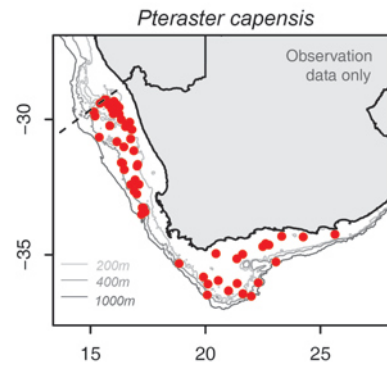 Pteraster capensis
Observation
data only
−30
−35
200m
400m
1000m
15
20
25